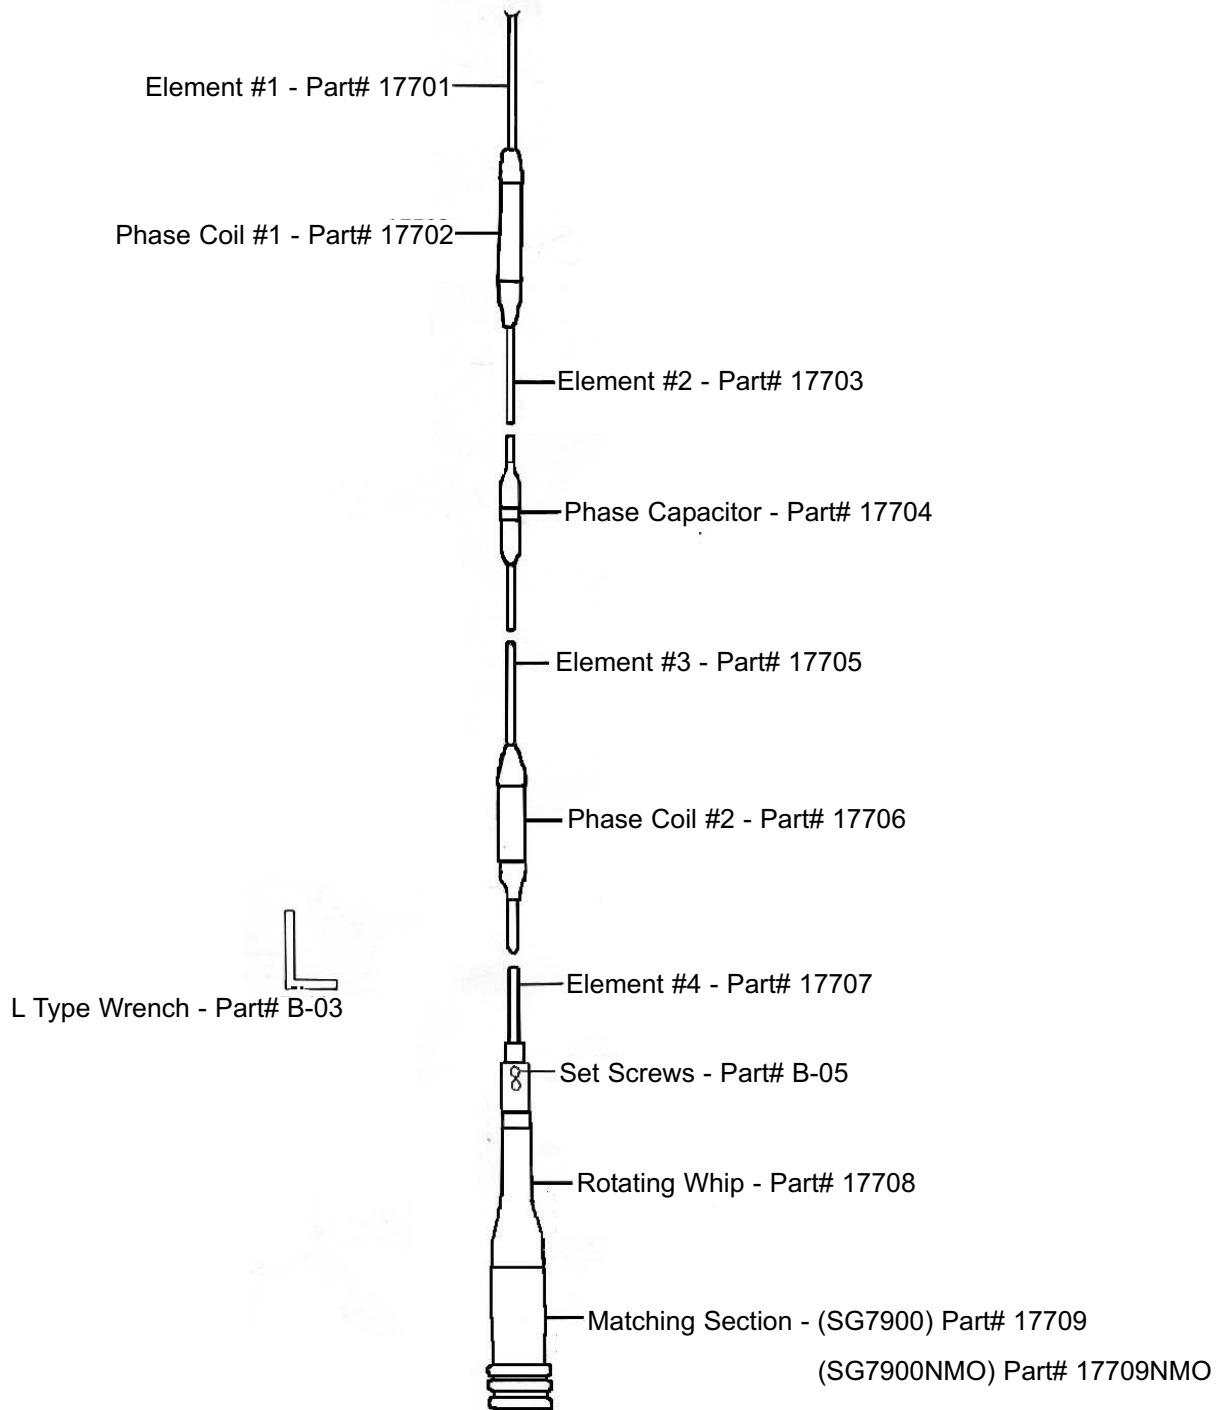 Element #1 - Part# 17701
Phase Coil #1 - Part# 17702
Element #2 - Part# 17703
Phase Capacitor - Part# 17704
Element #3 - Part# 17705
Phase Coil #2 - Part# 17706
Element #4 - Part# 17707
L Type Wrench - Part# B-03
Set Screws - Part# B-05
Rotating Whip - Part# 17708
Matching Section - (SG7900) Part# 17709
(SG7900NMO) Part# 17709NMO